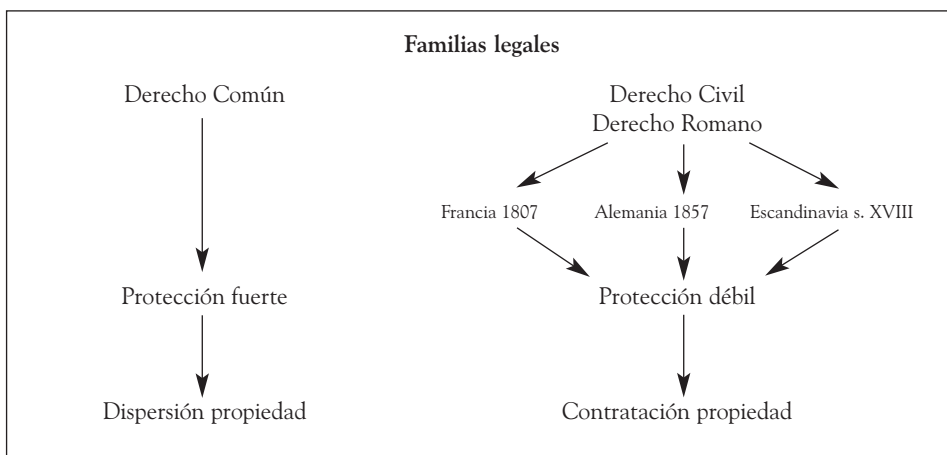 Familias legales
Derecho Común
Derecho Civil
Derecho Romano
Francia 1807
Alemania 1857
Escandinavia s. XVIII
Protección fuerte
Protección débil
Dispersión propiedad
Contratación propiedad